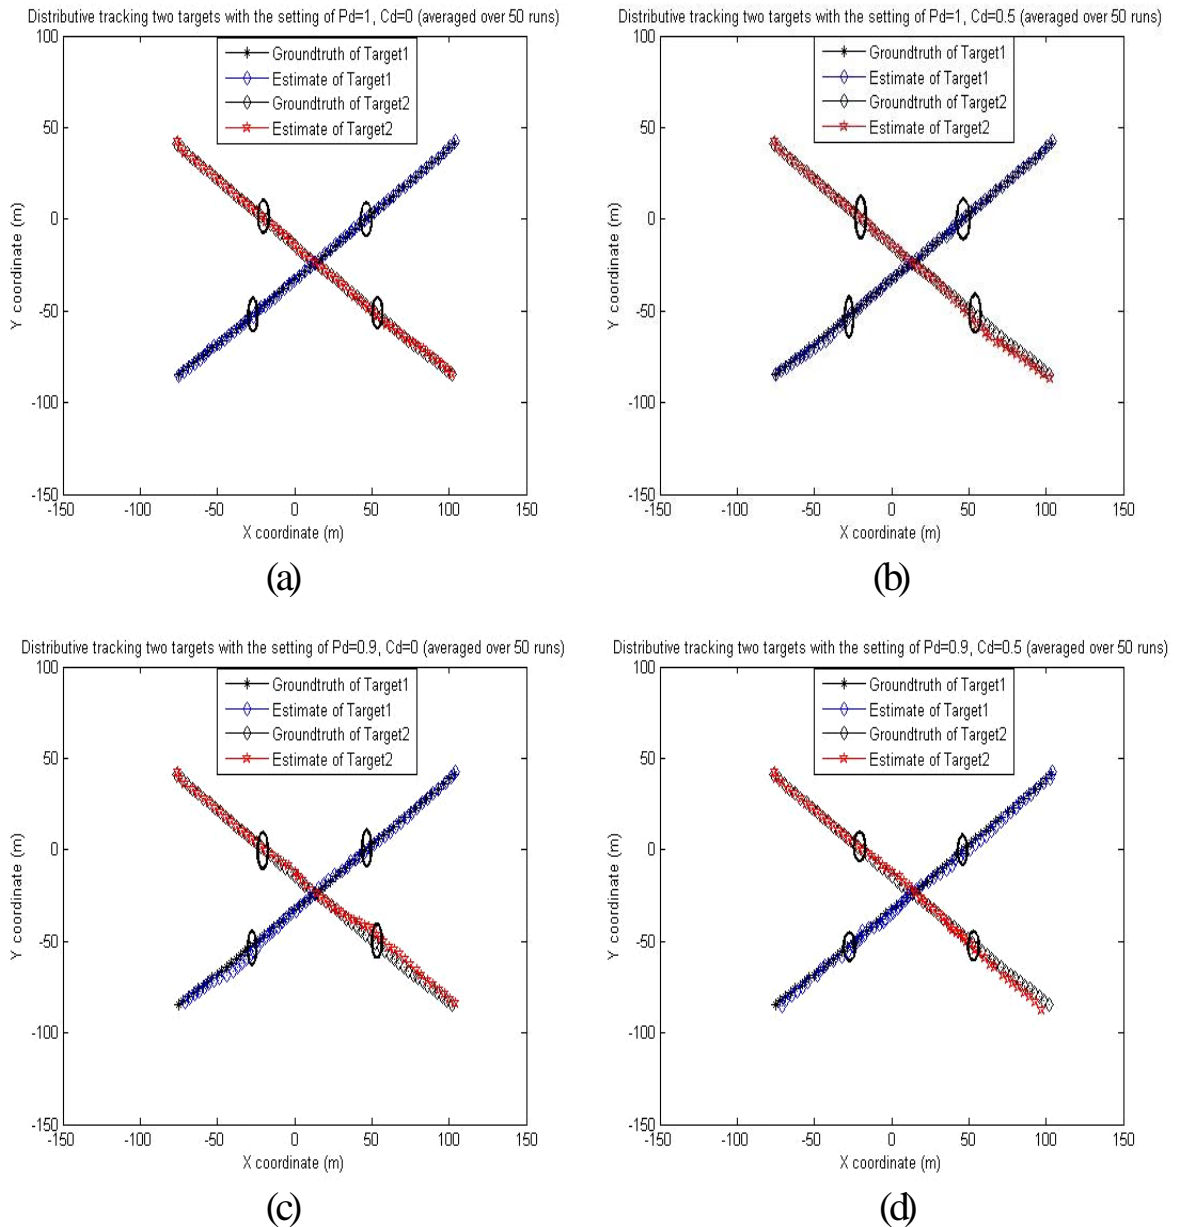 Distributive tracking two targets with the setting of Pd=1, Cd=0 (averaged over 50 runs)
100
50
0
-50
-100
-150
Y coordinate (m)
Groundtruth of Target1
Estimate of Target1
Groundtruth of Target2
Estimate of Target2
-150 -100 -50 0 50 100 150
X coordinate (m)
(a)
Distributive tracking two targets with the setting of Pd=1, Cd=0.5 (averaged over 50 runs)
100
50
0
-50
-100
-150
Y coordinate (m)
Groundtruth of Target1
Estimate of Target1
Groundtruth of Target2
Estimate of Target2
-150 -100 -50 0 50 100 150
X coordinate (m)
(b)
Distributive tracking two targets with the setting of Pd=0.9, Cd=0 (averaged over 50 runs)
100
50
0
-50
-100
-150
Y coordinate (m)
Groundtruth of Target1
Estimate of Target1
Groundtruth of Target2
Estimate of Target2
-150 -100 -50 0 50 100 150
X coordinate (m)
(c)
Distributive tracking two targets with the setting of Pd=0.9, Cd=0.5 (averaged over 50 runs)
100
50
0
-50
-100
-150
Y coordinate (m)
Groundtruth of Target1
Estimate of Target1
Groundtruth of Target2
Estimate of Target2
-150 -100 -50 0 50 100 150
X coordinate (m)
(d)